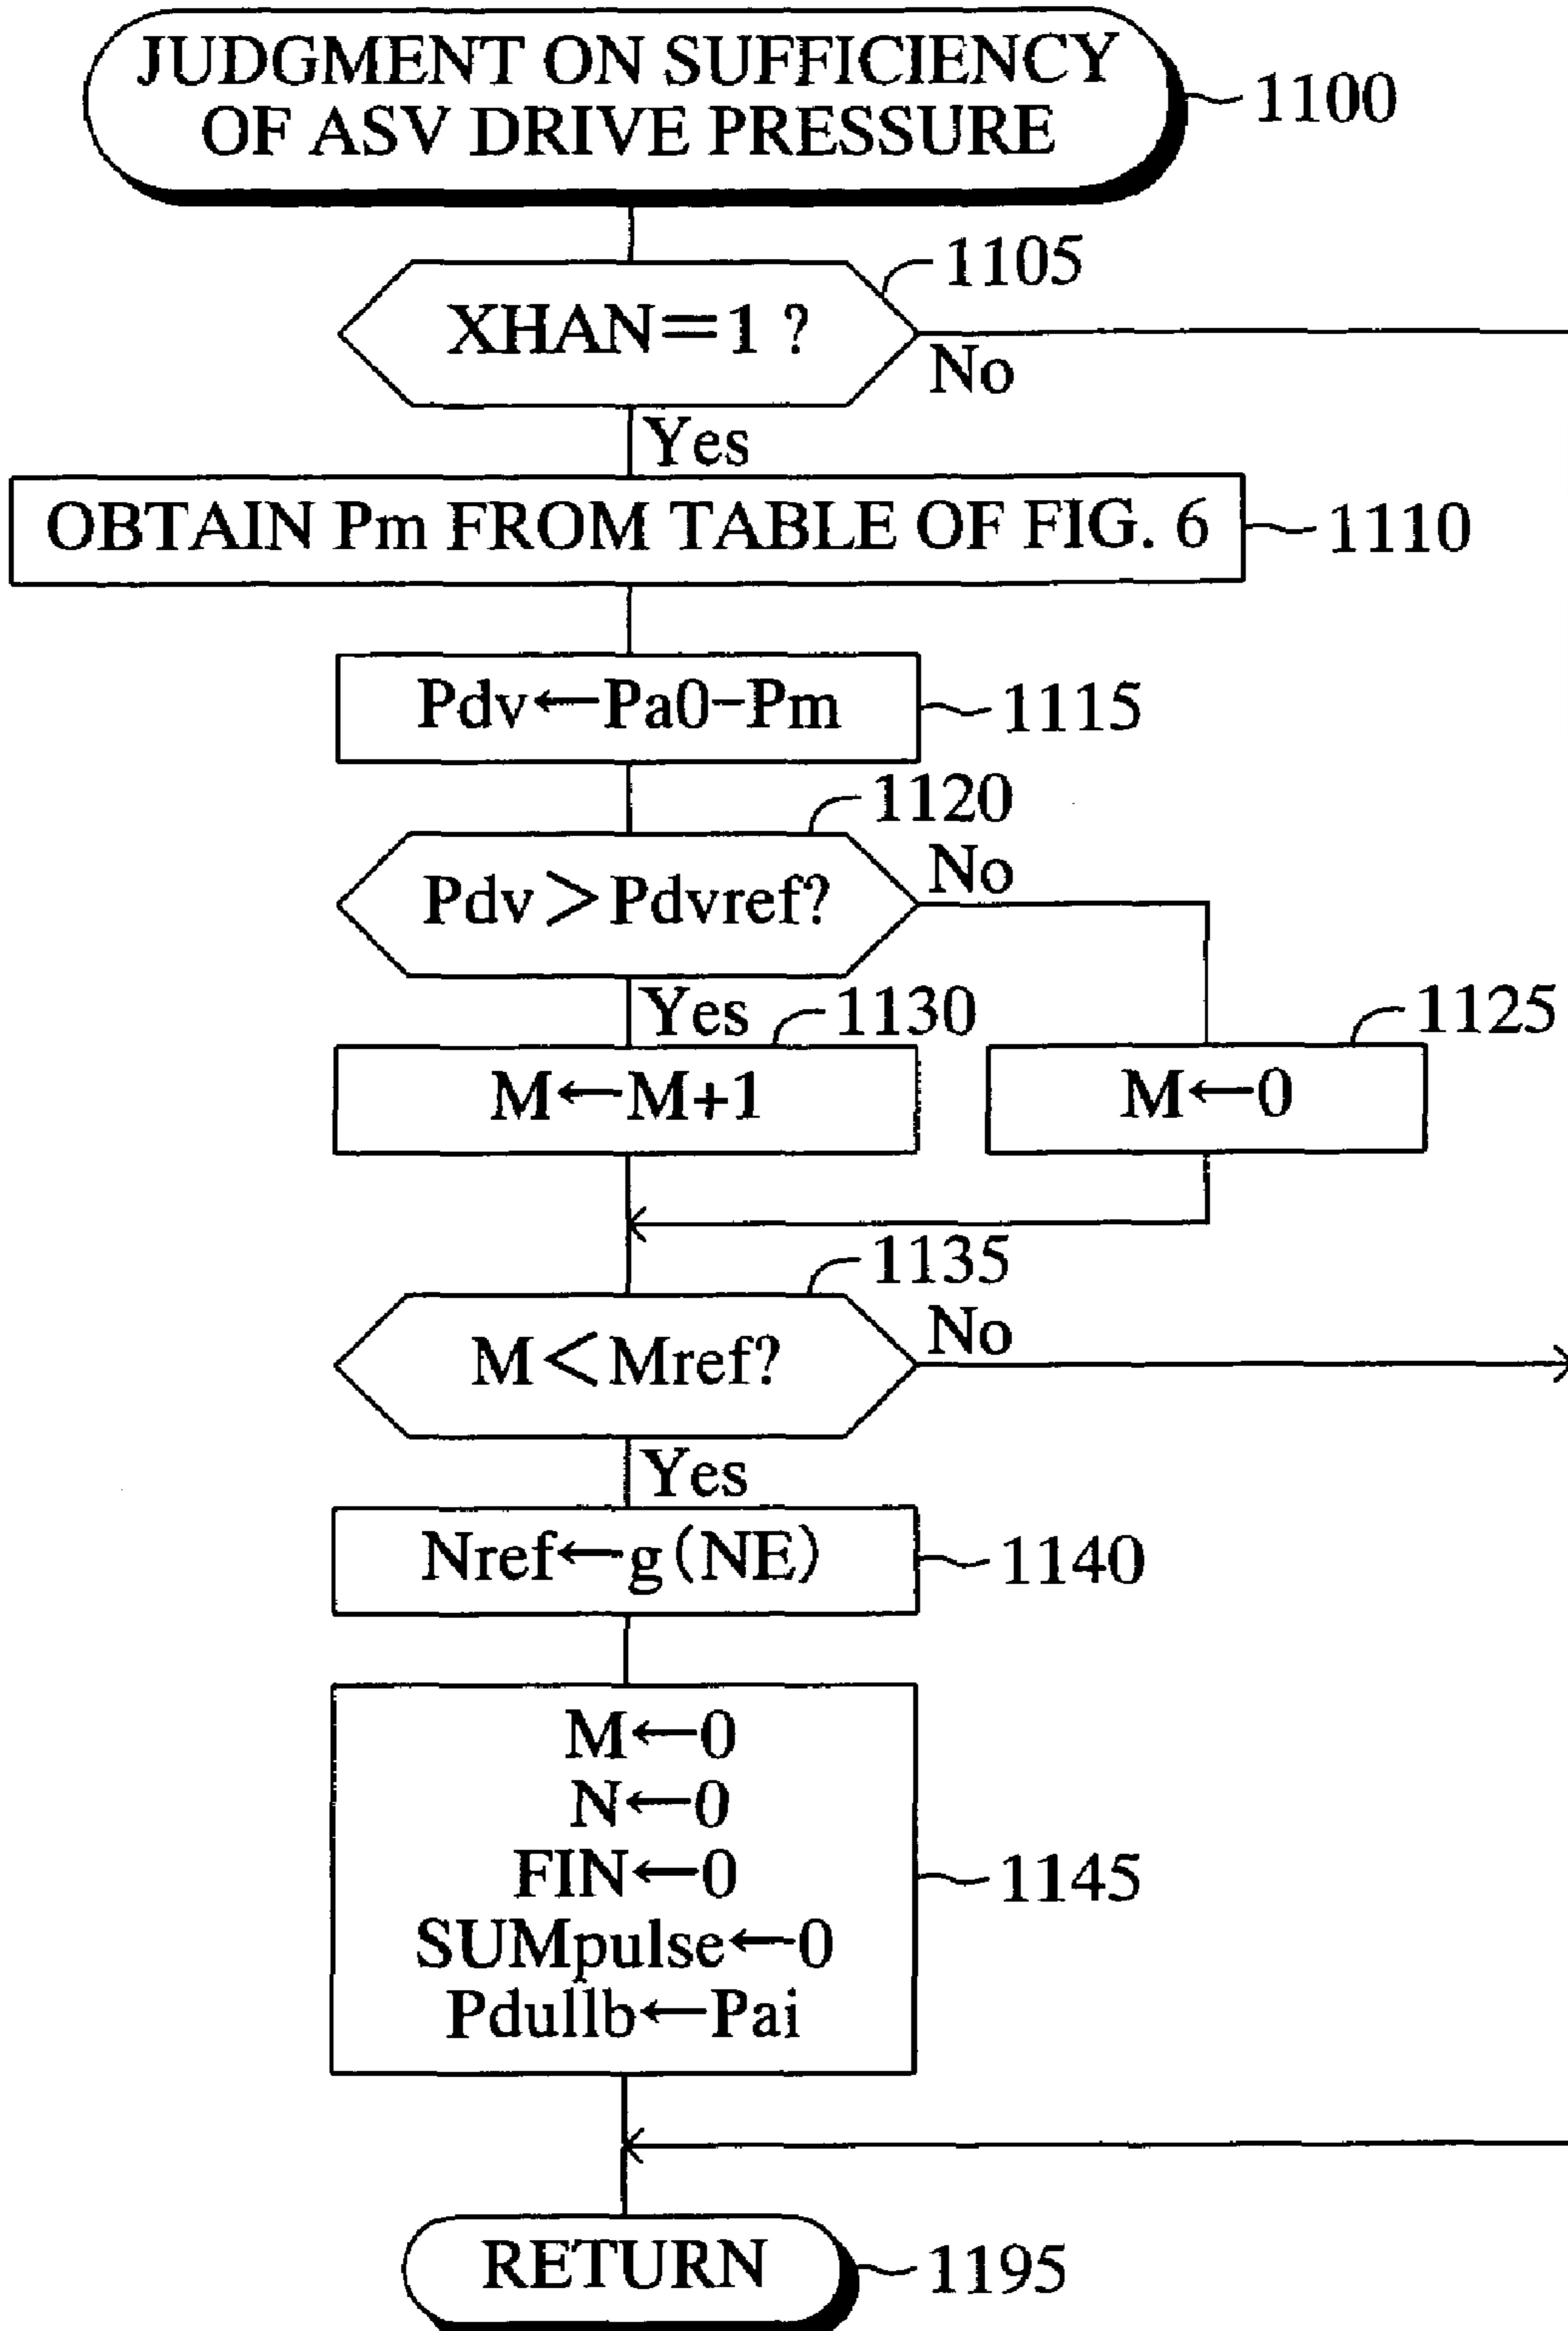 JUDGMENT ON SUFFICIENCY
OF ASV DRIVE PRESSURE
1100
1105
XHAN=1 ?
No
Yes
OBTAIN Pm FROM TABLE OF FIG. 6
1110
Pdv←Pa0-Pm
1115
1120
Pdv>Pdvref?
No
Yes
1130
1125
M←M+1
M←0
1135
M<Mref?
No
Yes
Nref←g(NE)
1140
M←0
N←0
FIN←0
1145
SUMpulse←0
Pdullb←Pai
RETURN
1195